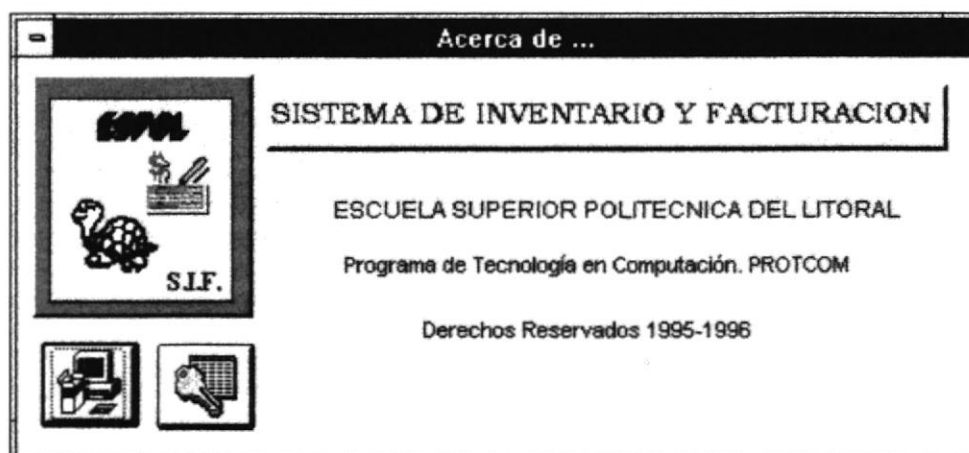 Acerca de ...
ESPOL
SISTEMA DE INVENTARIO Y FACTURACION
ESCUELA SUPERIOR POLITECNICA DEL LITORAL
Programa de Tecnología en Computación. PROTCOM
S.I.F.
Derechos Reservados 1995-1996